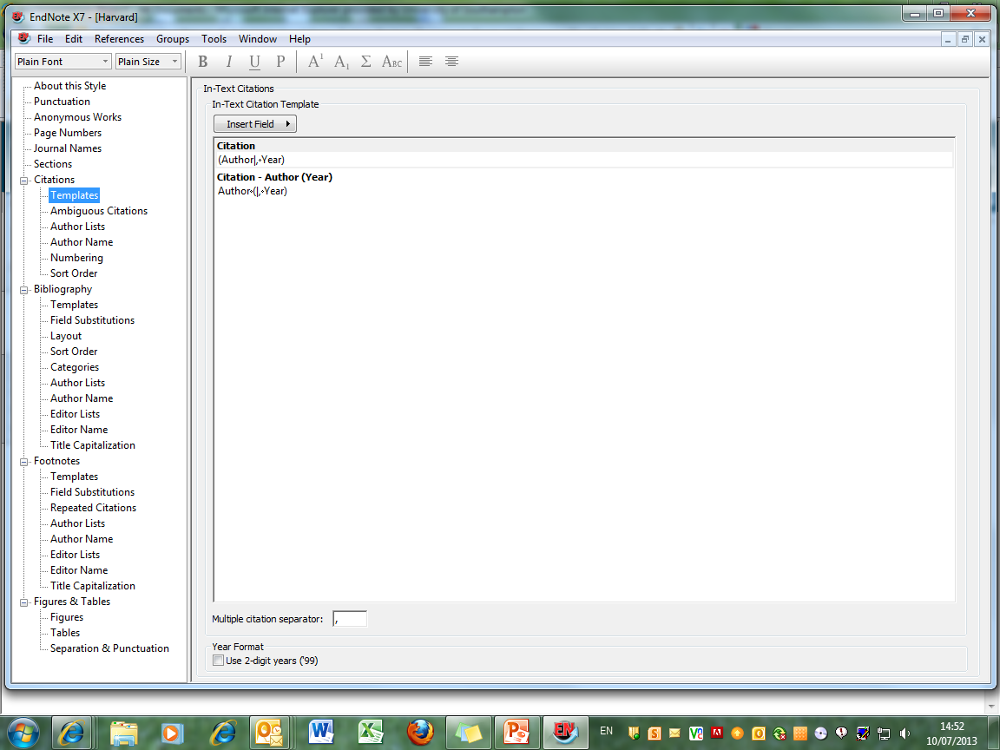 EndNote X7 - [Harvard]
File Edit References Groups Tools Window Help
Plain Font Plain Size B I U P A1 A1 Σ ABC
About this Style
Punctuation
Anonymous Works
Page Numbers
Journal Names
Sections
Citations
Templates
Ambiguous Citations
Author Lists
Author Name
Numbering
Sort Order
Bibliography
Templates
Field Substitutions
Layout
Sort Order
Categories
Author Lists
Author Name
Editor Lists
Editor Name
Title Capitalization
Footnotes
Templates
Field Substitutions
Repeated Citations
Author Lists
Author Name
Editor Lists
Editor Name
Title Capitalization
Figures & Tables
Figures
Tables
Separation & Punctuation
In-Text Citations
In-Text Citation Template
Insert Field
Citation
(Author|,·Year)
Citation - Author (Year)
Author·(|,·Year)
Multiple citation separator: ,
Year Format
Use 2-digit years ('99)
EN
14:52
10/07/2013